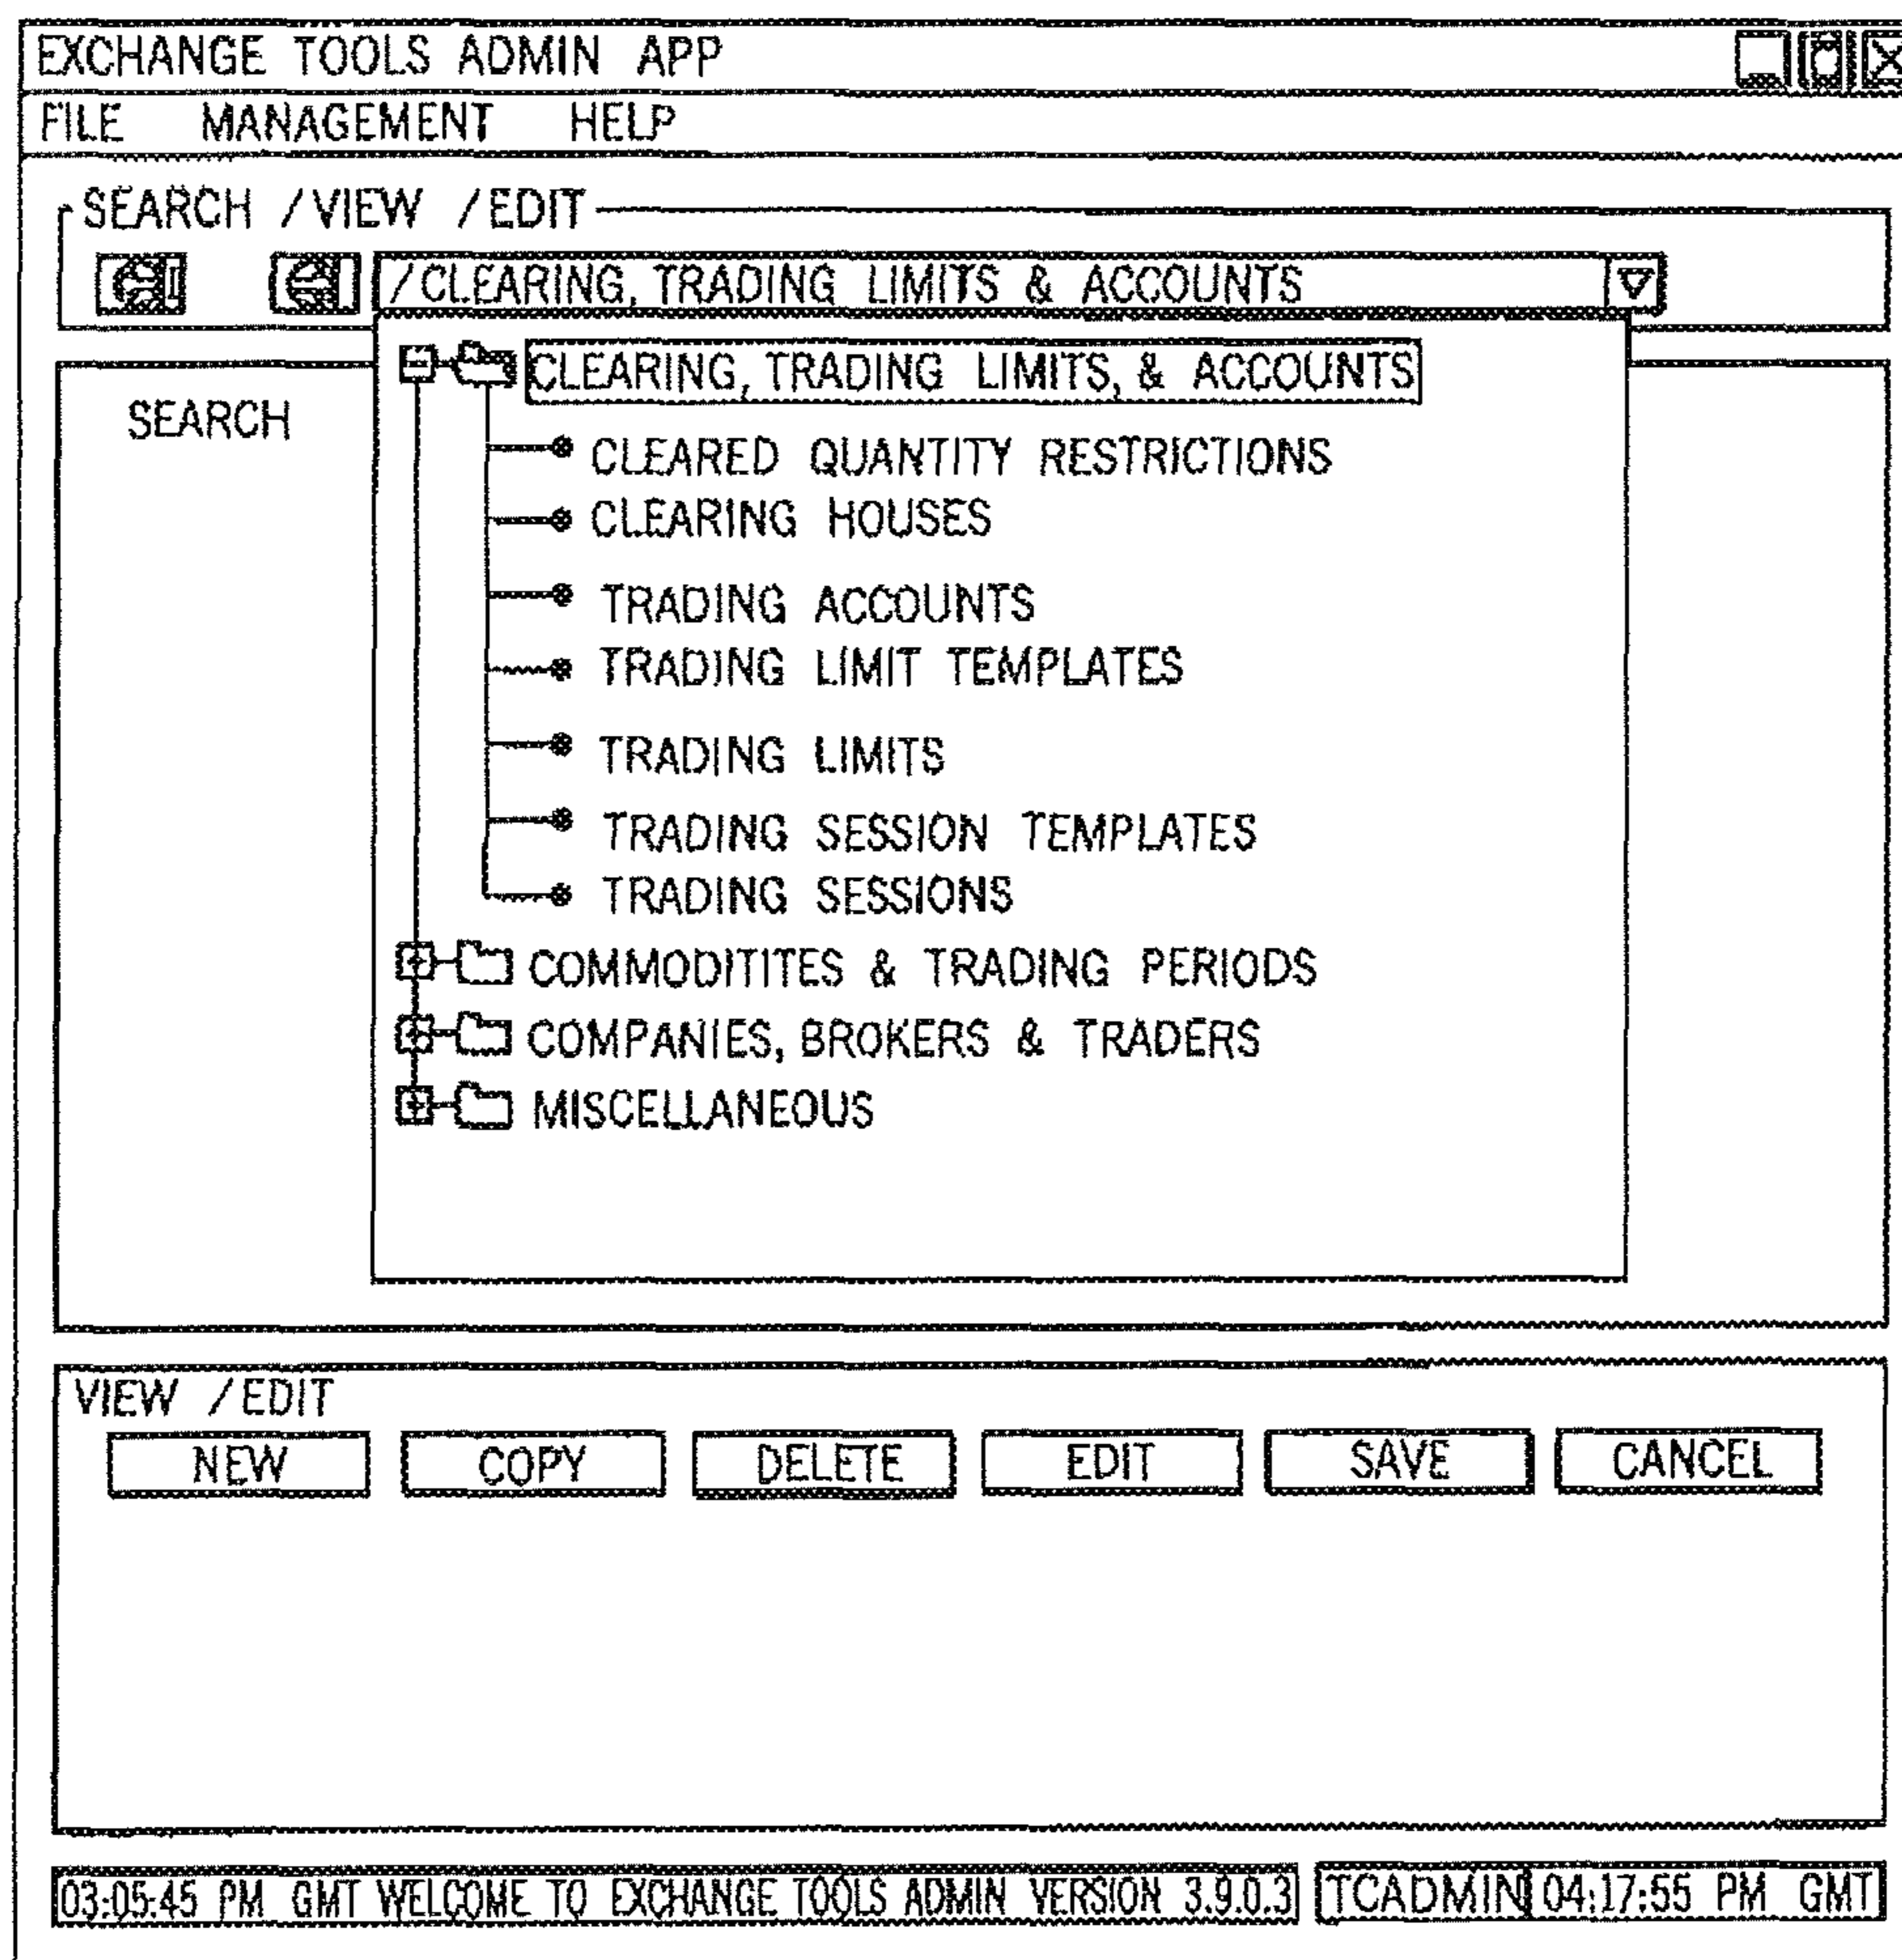 EXCHANGE TOOLS ADMIN APP
FILE MANAGEMENT HELP
SEARCH /VIEW /EDIT
/CLEARING, TRADING LIMITS & ACCOUNTS
CLEARING, TRADING LIMITS, & ACCOUNTS
SEARCH
CLEARED QUANTITY RESTRICTIONS
CLEARING HOUSES
TRADING ACCOUNTS
TRADING LIMIT TEMPLATES
TRADING LIMITS
TRADING SESSION TEMPLATES
TRADING SESSIONS
COMMODITITES & TRADING PERIODS
COMPANIES, BROKERS & TRADERS
MISCELLANEOUS
VIEW /EDIT
NEW COPY DELETE EDIT SAVE CANCEL
03:05:45 PM GMT WELCOME TO EXCHANGE TOOLS ADMIN VERSION 3.9.0.3 TCADMIN 04:17:55 PM GMT